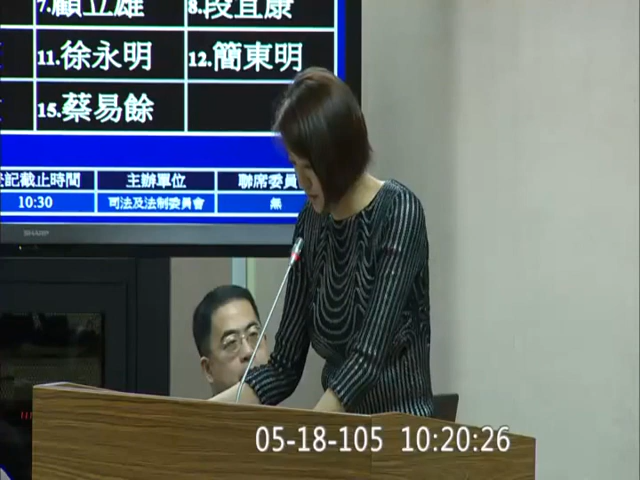 7.顧立雄 8.段宜康
11.徐永明 12.簡東明
15.蔡易餘
記截止時間 主辦單位 聯席委員
10:30 司法及法制委員會 無
SHARP
05-18-105 10:20:26